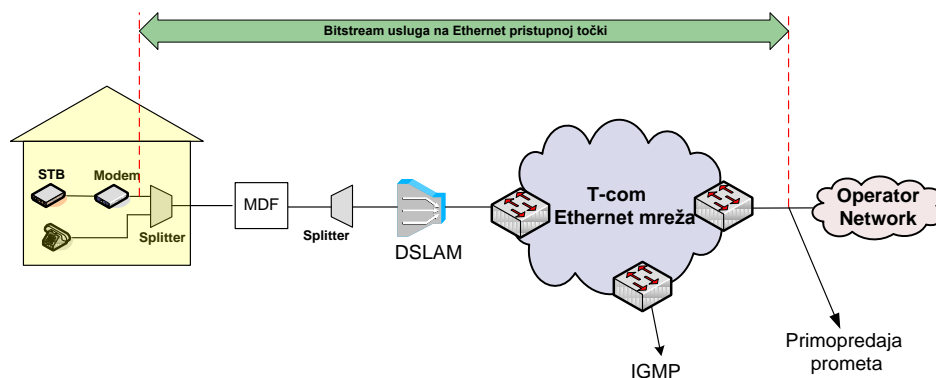 Bitstream usluga na Ethernet pristupnoj točki
STB
Modem
Splitter
MDF
Splitter
DSLAM
T-com
Ethernet mreža
Operator
Network
IGMP
Primopredaja
prometa